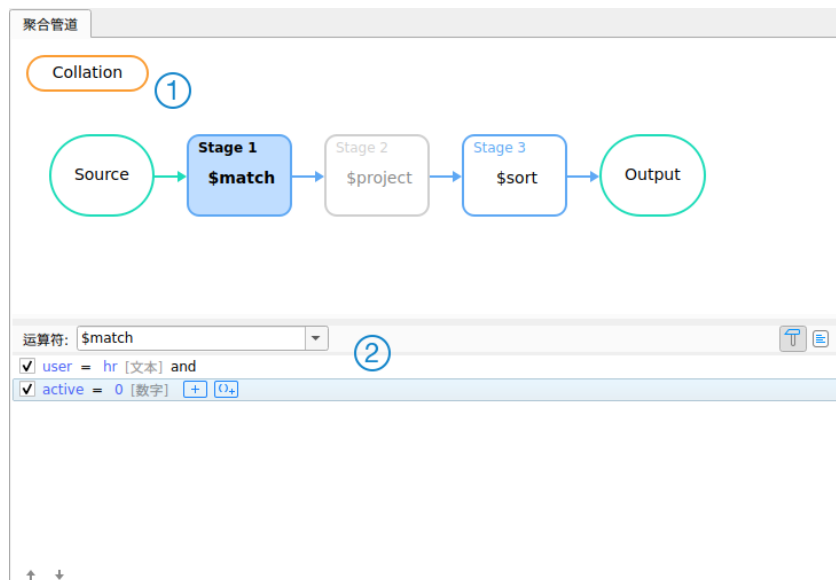 聚合管道
Collation
①
Stage 1 Stage 2 Stage 3
Source $match $project $sort Output
运算符: $match
②
user = hr [文本] and
active = 0 [数字]